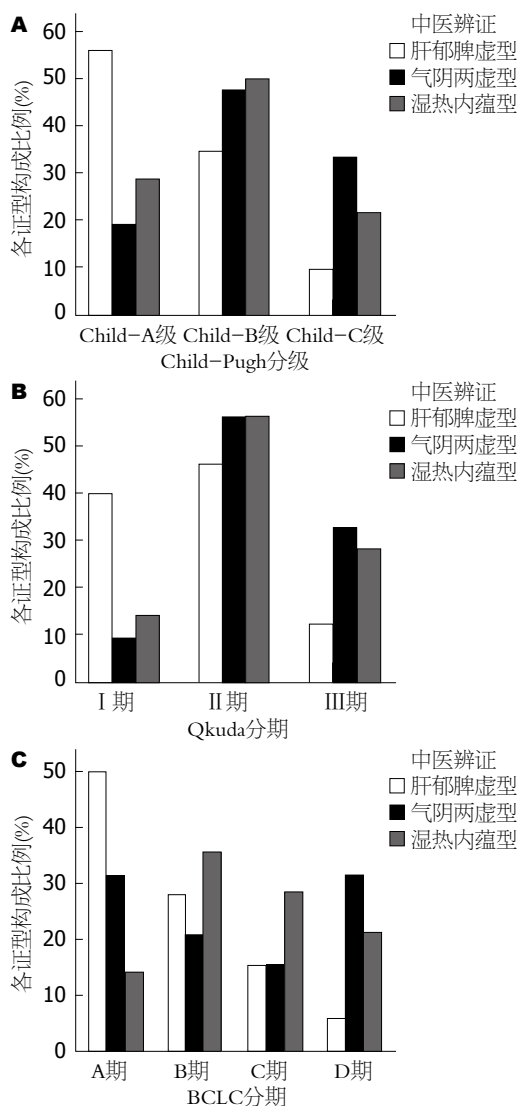 A
中医辨证
肝郁脾虚型
气阴两虚型
湿热内蕴型
各证型构成比例(%)
60
50
40
30
20
10
0
Child-A级 Child-B级 Child-C级
Child-Pugh分级
B
中医辨证
肝郁脾虚型
气阴两虚型
湿热内蕴型
各证型构成比例(%)
60
50
40
30
20
10
0
Ⅰ期 Ⅱ期 Ⅲ期
Qkuda分期
C
中医辨证
肝郁脾虚型
气阴两虚型
湿热内蕴型
各证型构成比例(%)
50
40
30
20
10
0
A期 B期 C期 D期
BCLC分期